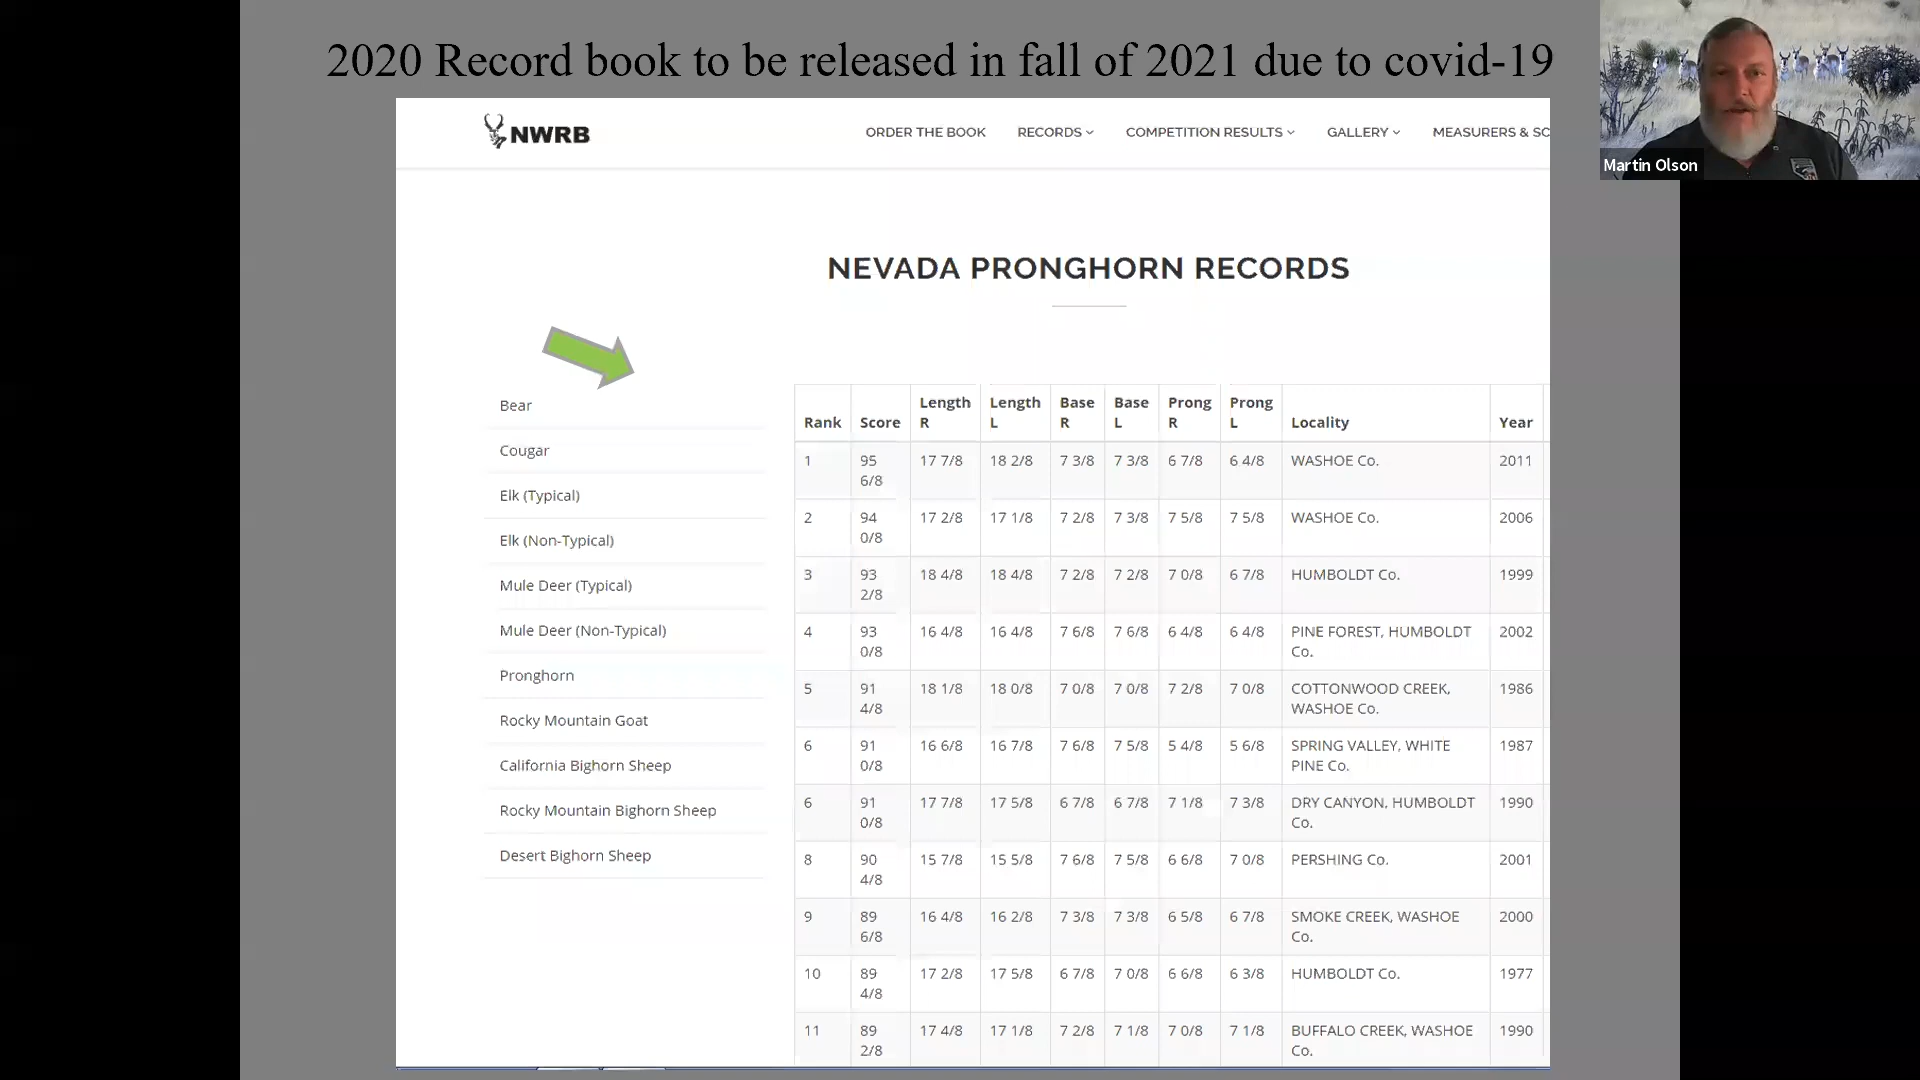 2020 Record book to be released in fall of 2021 due to covid-19
Martin Olson
NWRB
ORDER THE BOOK RECORDS COMPETITION RESULTS GALLERY MEASURERS & SC
NEVADA PRONGHORN RECORDS
Bear
Cougar
Elk (Typical)
Elk (Non-Typical)
Mule Deer (Typical)
Mule Deer (Non-Typical)
Pronghorn
Rocky Mountain Goat
California Bighorn Sheep
Rocky Mountain Bighorn Sheep
Desert Bighorn Sheep
Length Length Base Base Prong Prong
Rank Score R L R L R L Locality Year
1 95 17 7/8 18 2/8 7 3/8 7 3/8 6 7/8 6 4/8 WASHOE Co. 2011
6/8
2 94 17 2/8 17 1/8 7 2/8 7 3/8 7 5/8 7 5/8 WASHOE Co. 2006
0/8
3 93 18 4/8 18 4/8 7 2/8 7 2/8 7 0/8 6 7/8 HUMBOLDT Co. 1999
2/8
4 93 16 4/8 16 4/8 7 6/8 7 6/8 6 4/8 6 4/8 PINE FOREST, HUMBOLDT 2002
0/8 Co.
5 91 18 1/8 18 0/8 7 0/8 7 0/8 7 2/8 7 0/8 COTTONWOOD CREEK, 1986
4/8 WASHOE Co.
6 91 16 6/8 16 7/8 7 6/8 7 5/8 5 4/8 5 6/8 SPRING VALLEY, WHITE 1987
0/8 PINE Co.
6 91 17 7/8 17 5/8 6 7/8 6 7/8 7 1/8 7 3/8 DRY CANYON, HUMBOLDT 1990
0/8 Co.
8 90 15 7/8 15 5/8 7 6/8 7 5/8 6 6/8 7 0/8 PERSHING Co. 2001
4/8
9 89 16 4/8 16 2/8 7 3/8 7 3/8 6 5/8 6 7/8 SMOKE CREEK, WASHOE 2000
6/8 Co.
10 89 17 2/8 17 5/8 6 7/8 7 0/8 6 6/8 6 3/8 HUMBOLDT Co. 1977
4/8
11 89 17 4/8 17 1/8 7 2/8 7 1/8 7 0/8 7 1/8 BUFFALO CREEK, WASHOE 1990
2/8 Co.